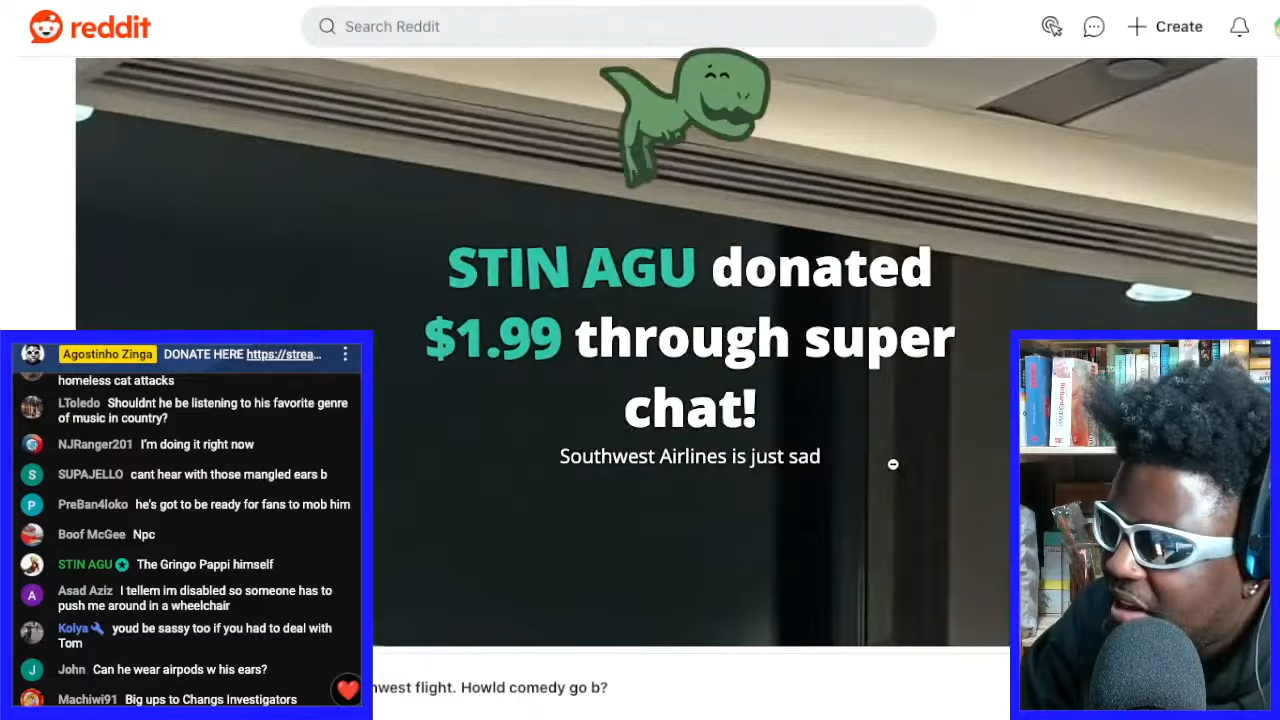 reddit
Search Reddit
Create
STIN AGU donated
$1.99 through super
chat!
Southwest Airlines is just sad
Agostinho Zinga DONATE HERE https://strea...
homeless cat attacks
LToledo Shouldnt he be listening to his favorite genre
of music in country?
NJRanger201 I'm doing it right now
S SUPAJELLO cant hear with those mangled ears b
P PreBan4loko he's got to be ready for fans to mob him
Boof McGee Npc
STIN AGU The Gringo Pappi himself
A Asad Aziz I tellem im disabled so someone has to
push me around in a wheelchair
Kolya youd be sassy too if you had to deal with
Tom
J John Can he wear airpods w his ears?
Machiwi91 Big ups to Changs Investigators
west flight. Howld comedy go b?